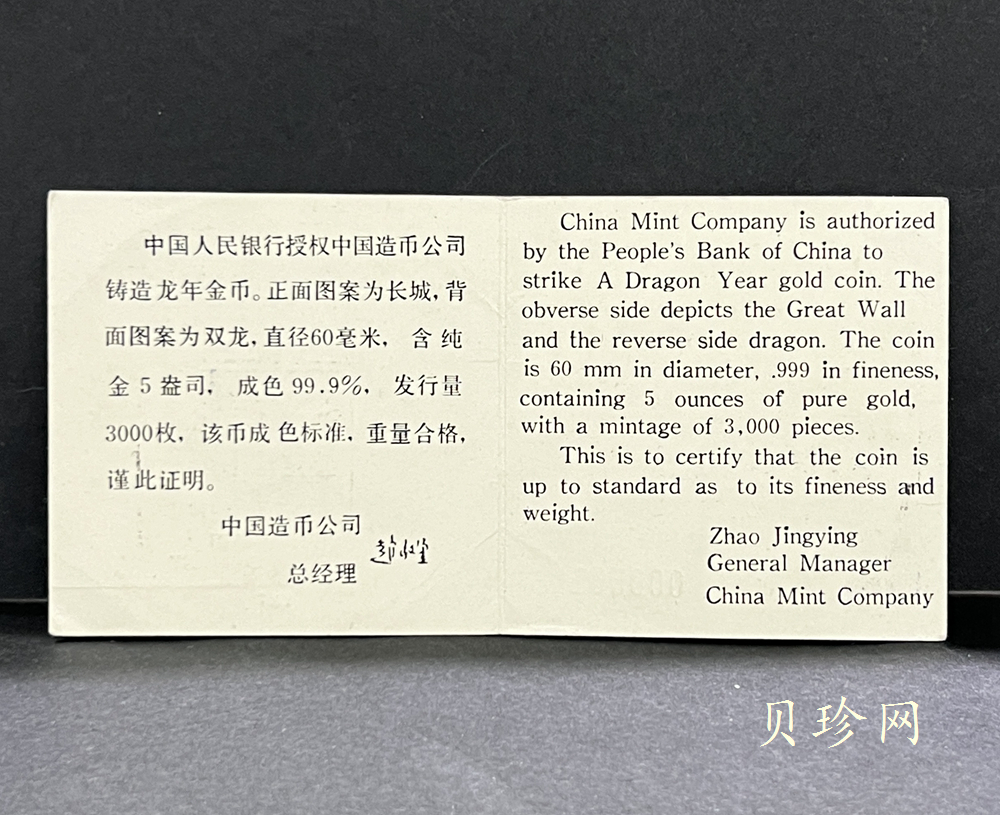 中国人民银行授权中国造币公司
铸造龙年金币。正面图案为长城，背
面图案为双龙，直径60毫米， 含 纯
金 5 盎司， 成色 99.9%， 发行量
3000枚，该币成色标准，重量合格，
谨此证明。
中国造币公司
总经理
China Mint Company is authorized
by the People's Bank of China to
strike A Dragon Year gold coin. The
obverse side depicts the Great Wall
and the reverse side dragon. The coin
is 60 mm in diameter, .999 in fineness,
containing 5 ounces of pure gold,
with a mintage of 3,000 pieces.
This is to certify that the coin is
up to standard as to its fineness and
weight.
Zhao Jingying
General Manager
China Mint Company
贝珍网